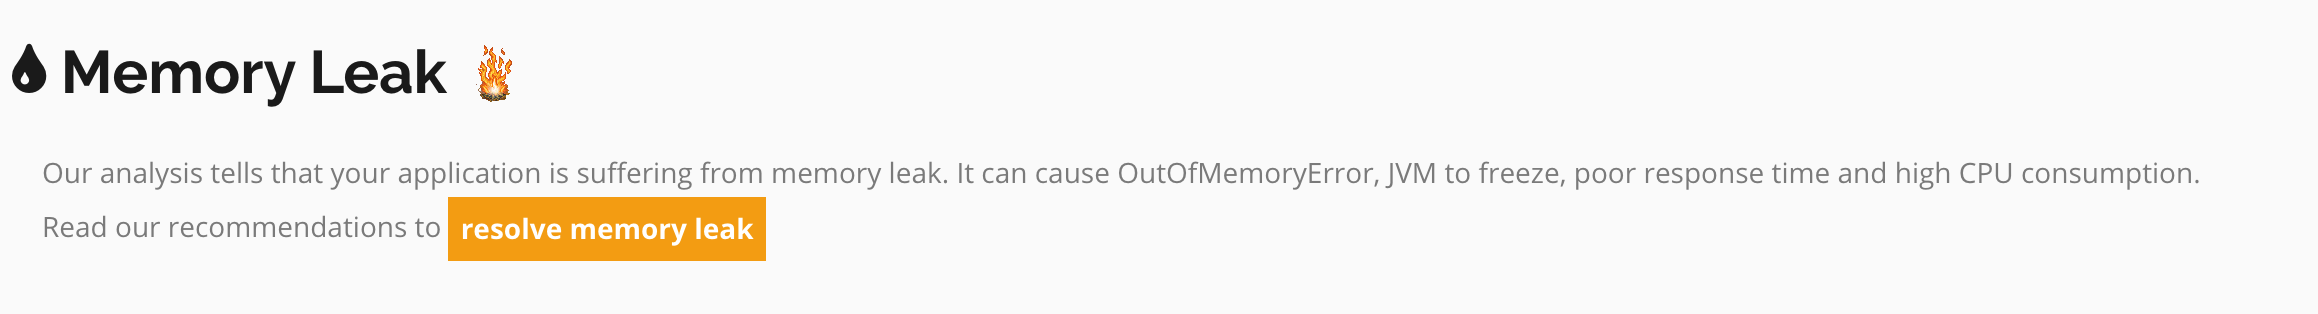 Memory Leak
Our analysis tells that your application is suffering from memory leak. It can cause OutOfMemoryError, JVM to freeze, poor response time and high CPU consumption.
Read our recommendations to resolve memory leak